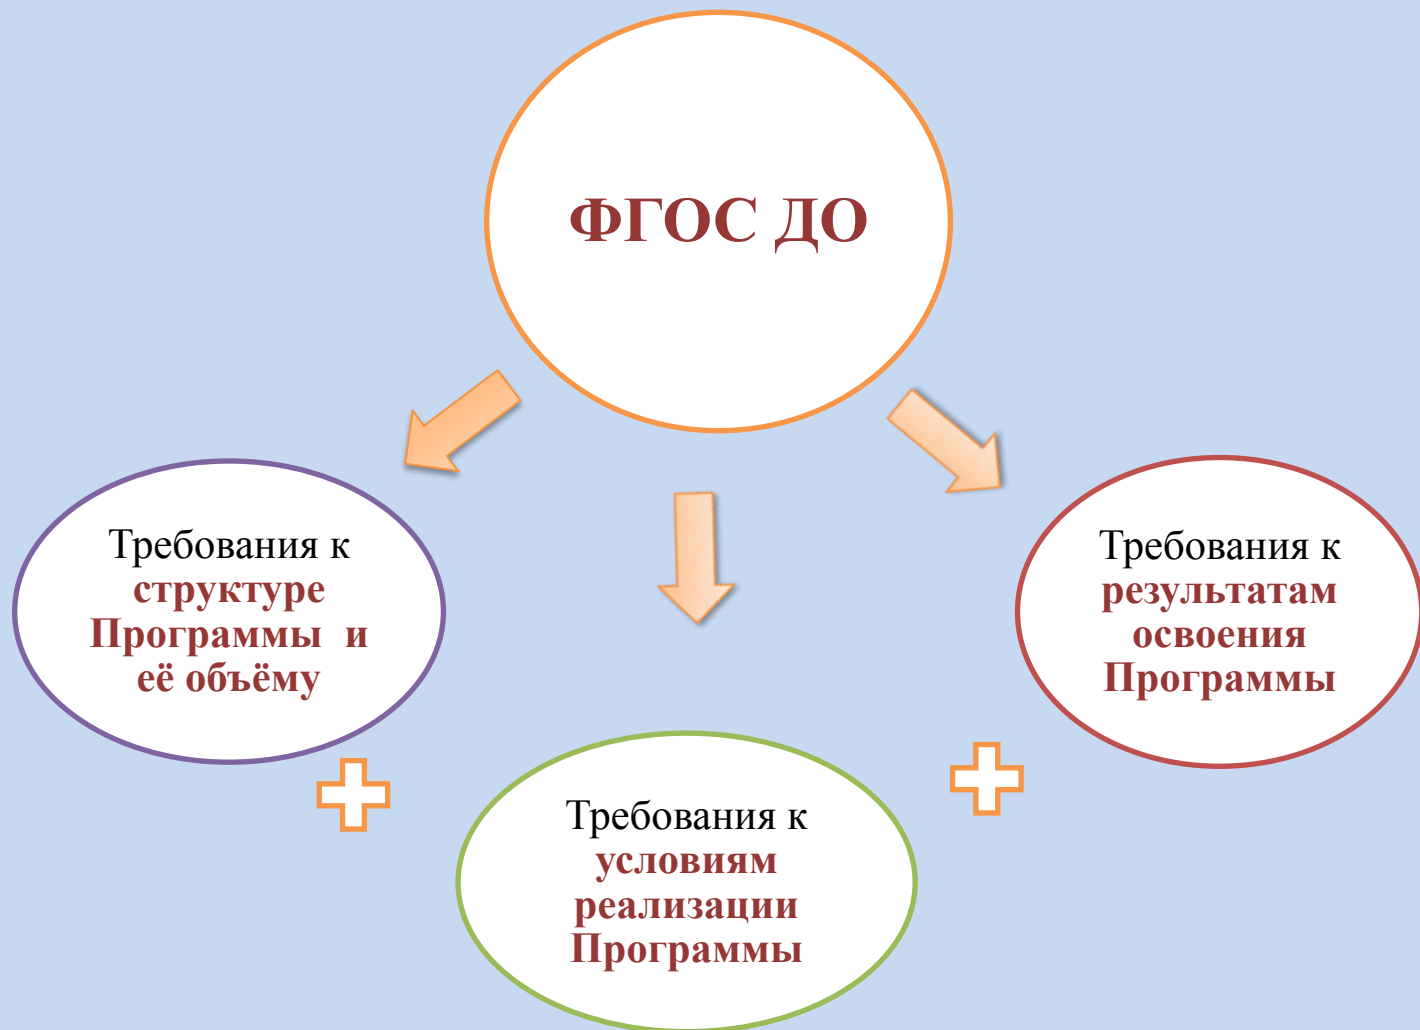 ФГОС ДО
Требования к
структуре
Программы  и
её объёму
Требования к
условиям
реализации
Программы
Требования к
результатам
освоения
Программы